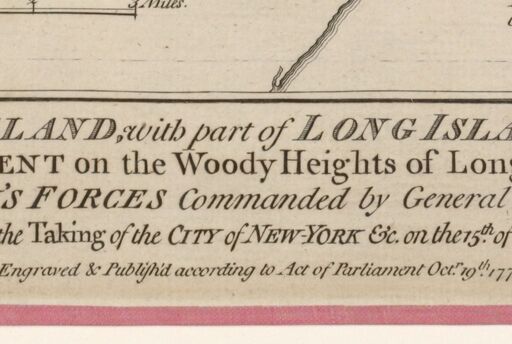 3 Miles.
LAND, with part of LONG ISLA
ENT on the Woody Heights of Long
'S FORCES Commanded by General
the Taking of the CITY of NEW-YORK &c. on the 15th. of
Engraved & Publish'd according to Act of Parliament Octr. 19th. 177